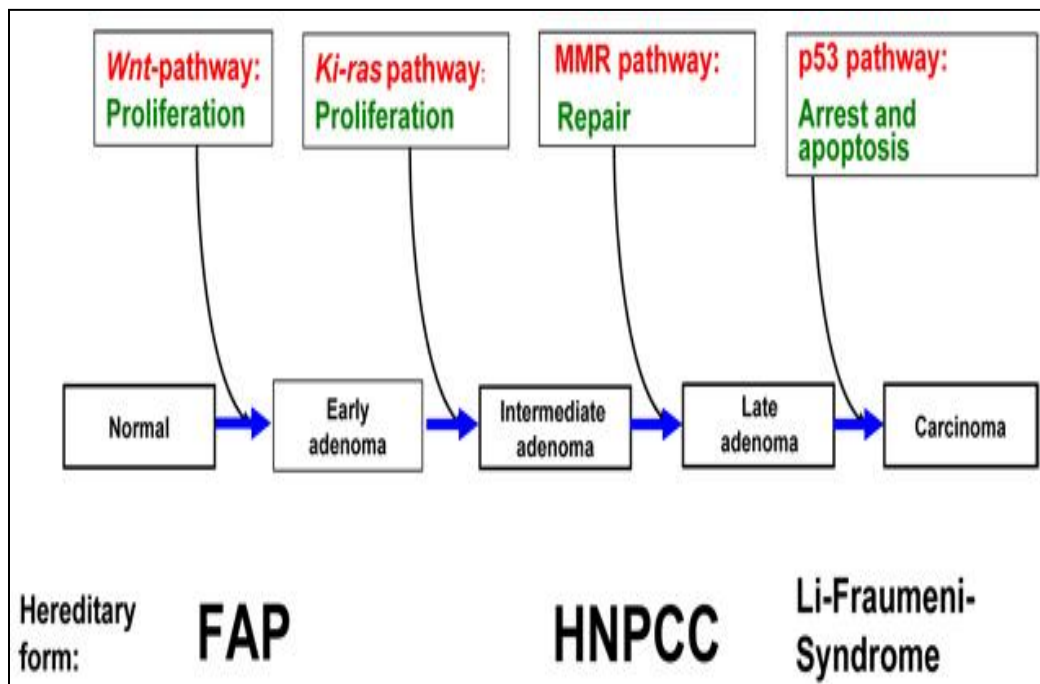 Wnt-pathway:
Proliferation
Ki-ras pathway:
Proliferation
MMR pathway:
Repair
p53 pathway:
Arrest and
apoptosis
Normal
Early
adenoma
Intermediate
adenoma
Late
adenoma
Carcinoma
Hereditary
form:
FAP
HNPCC
Li-Fraumeni-
Syndrome